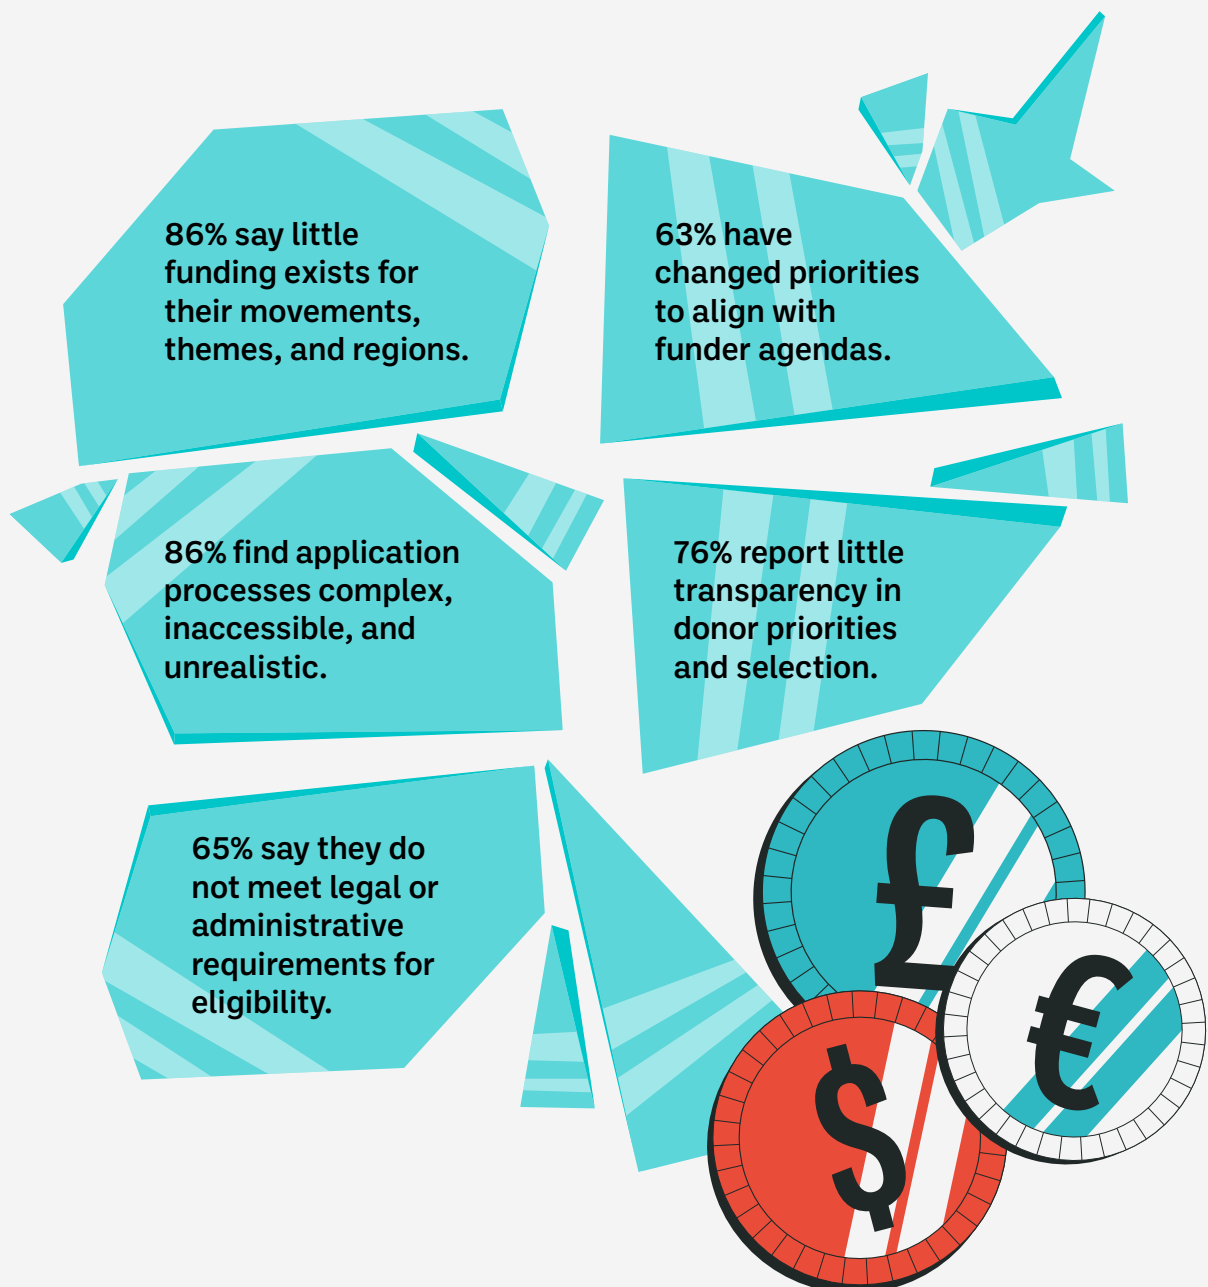 86% say little
funding exists for
their movements,
themes, and regions.
63% have
changed priorities
to align with
funder agendas.
86% find application
processes complex,
inaccessible, and
unrealistic.
76% report little
transparency in
donor priorities
and selection.
65% say they do
not meet legal or
administrative
requirements for
eligibility.
£
€
$